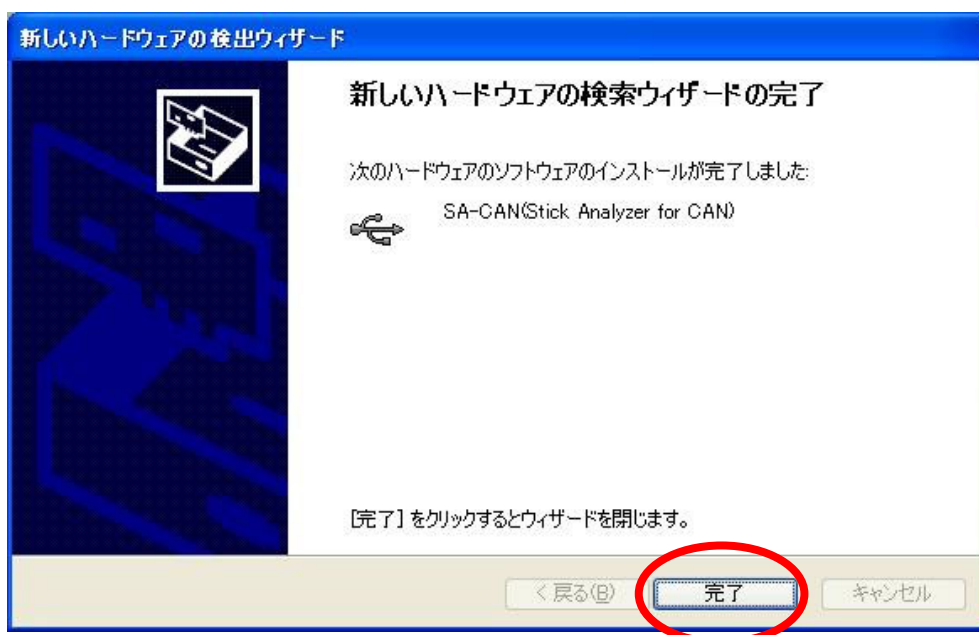 新しいハードウェアの検出ウィザード
新しいハードウェアの検索ウィザードの完了
次のハードウェアのソフトウェアのインストールが完了しました:
SA-CAN(Stick Analyzer for CAN)
[完了] をクリックするとウィザードを閉じます。
< 戻る(B) 完了 キャンセル